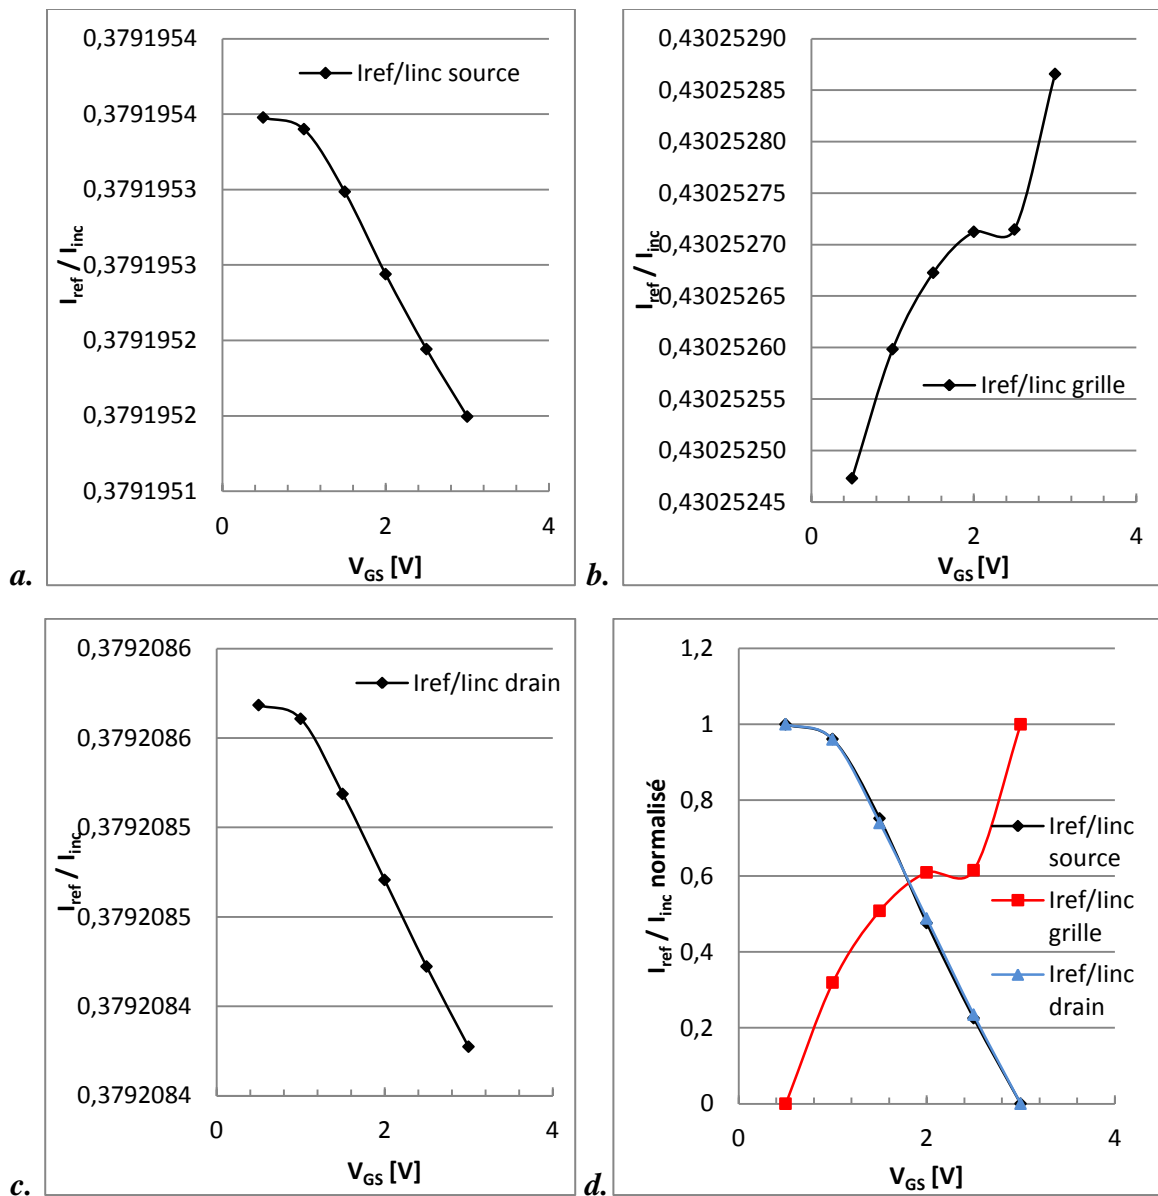 0,3791954
0,3791954
0,3791953
0,3791953
0,3791952
0,3791952
0,3791951
Iref / Iinc
Iref/Iinc source
0
2
4
VGS [V]
a.
0,43025290
0,43025285
0,43025280
0,43025275
0,43025270
0,43025265
0,43025260
0,43025255
0,43025250
0,43025245
Iref / Iinc
Iref/Iinc grille
0
2
4
VGS [V]
b.
0,3792086
0,3792086
0,3792085
0,3792085
0,3792084
0,3792084
Iref / Iinc
Iref/Iinc drain
0
2
4
VGS [V]
c.
1,2
1
0,8
0,6
0,4
0,2
0
Iref / Iinc normalisé
Iref/Iinc
source
Iref/Iinc
grille
Iref/Iinc
drain
0
2
4
VGS [V]
d.